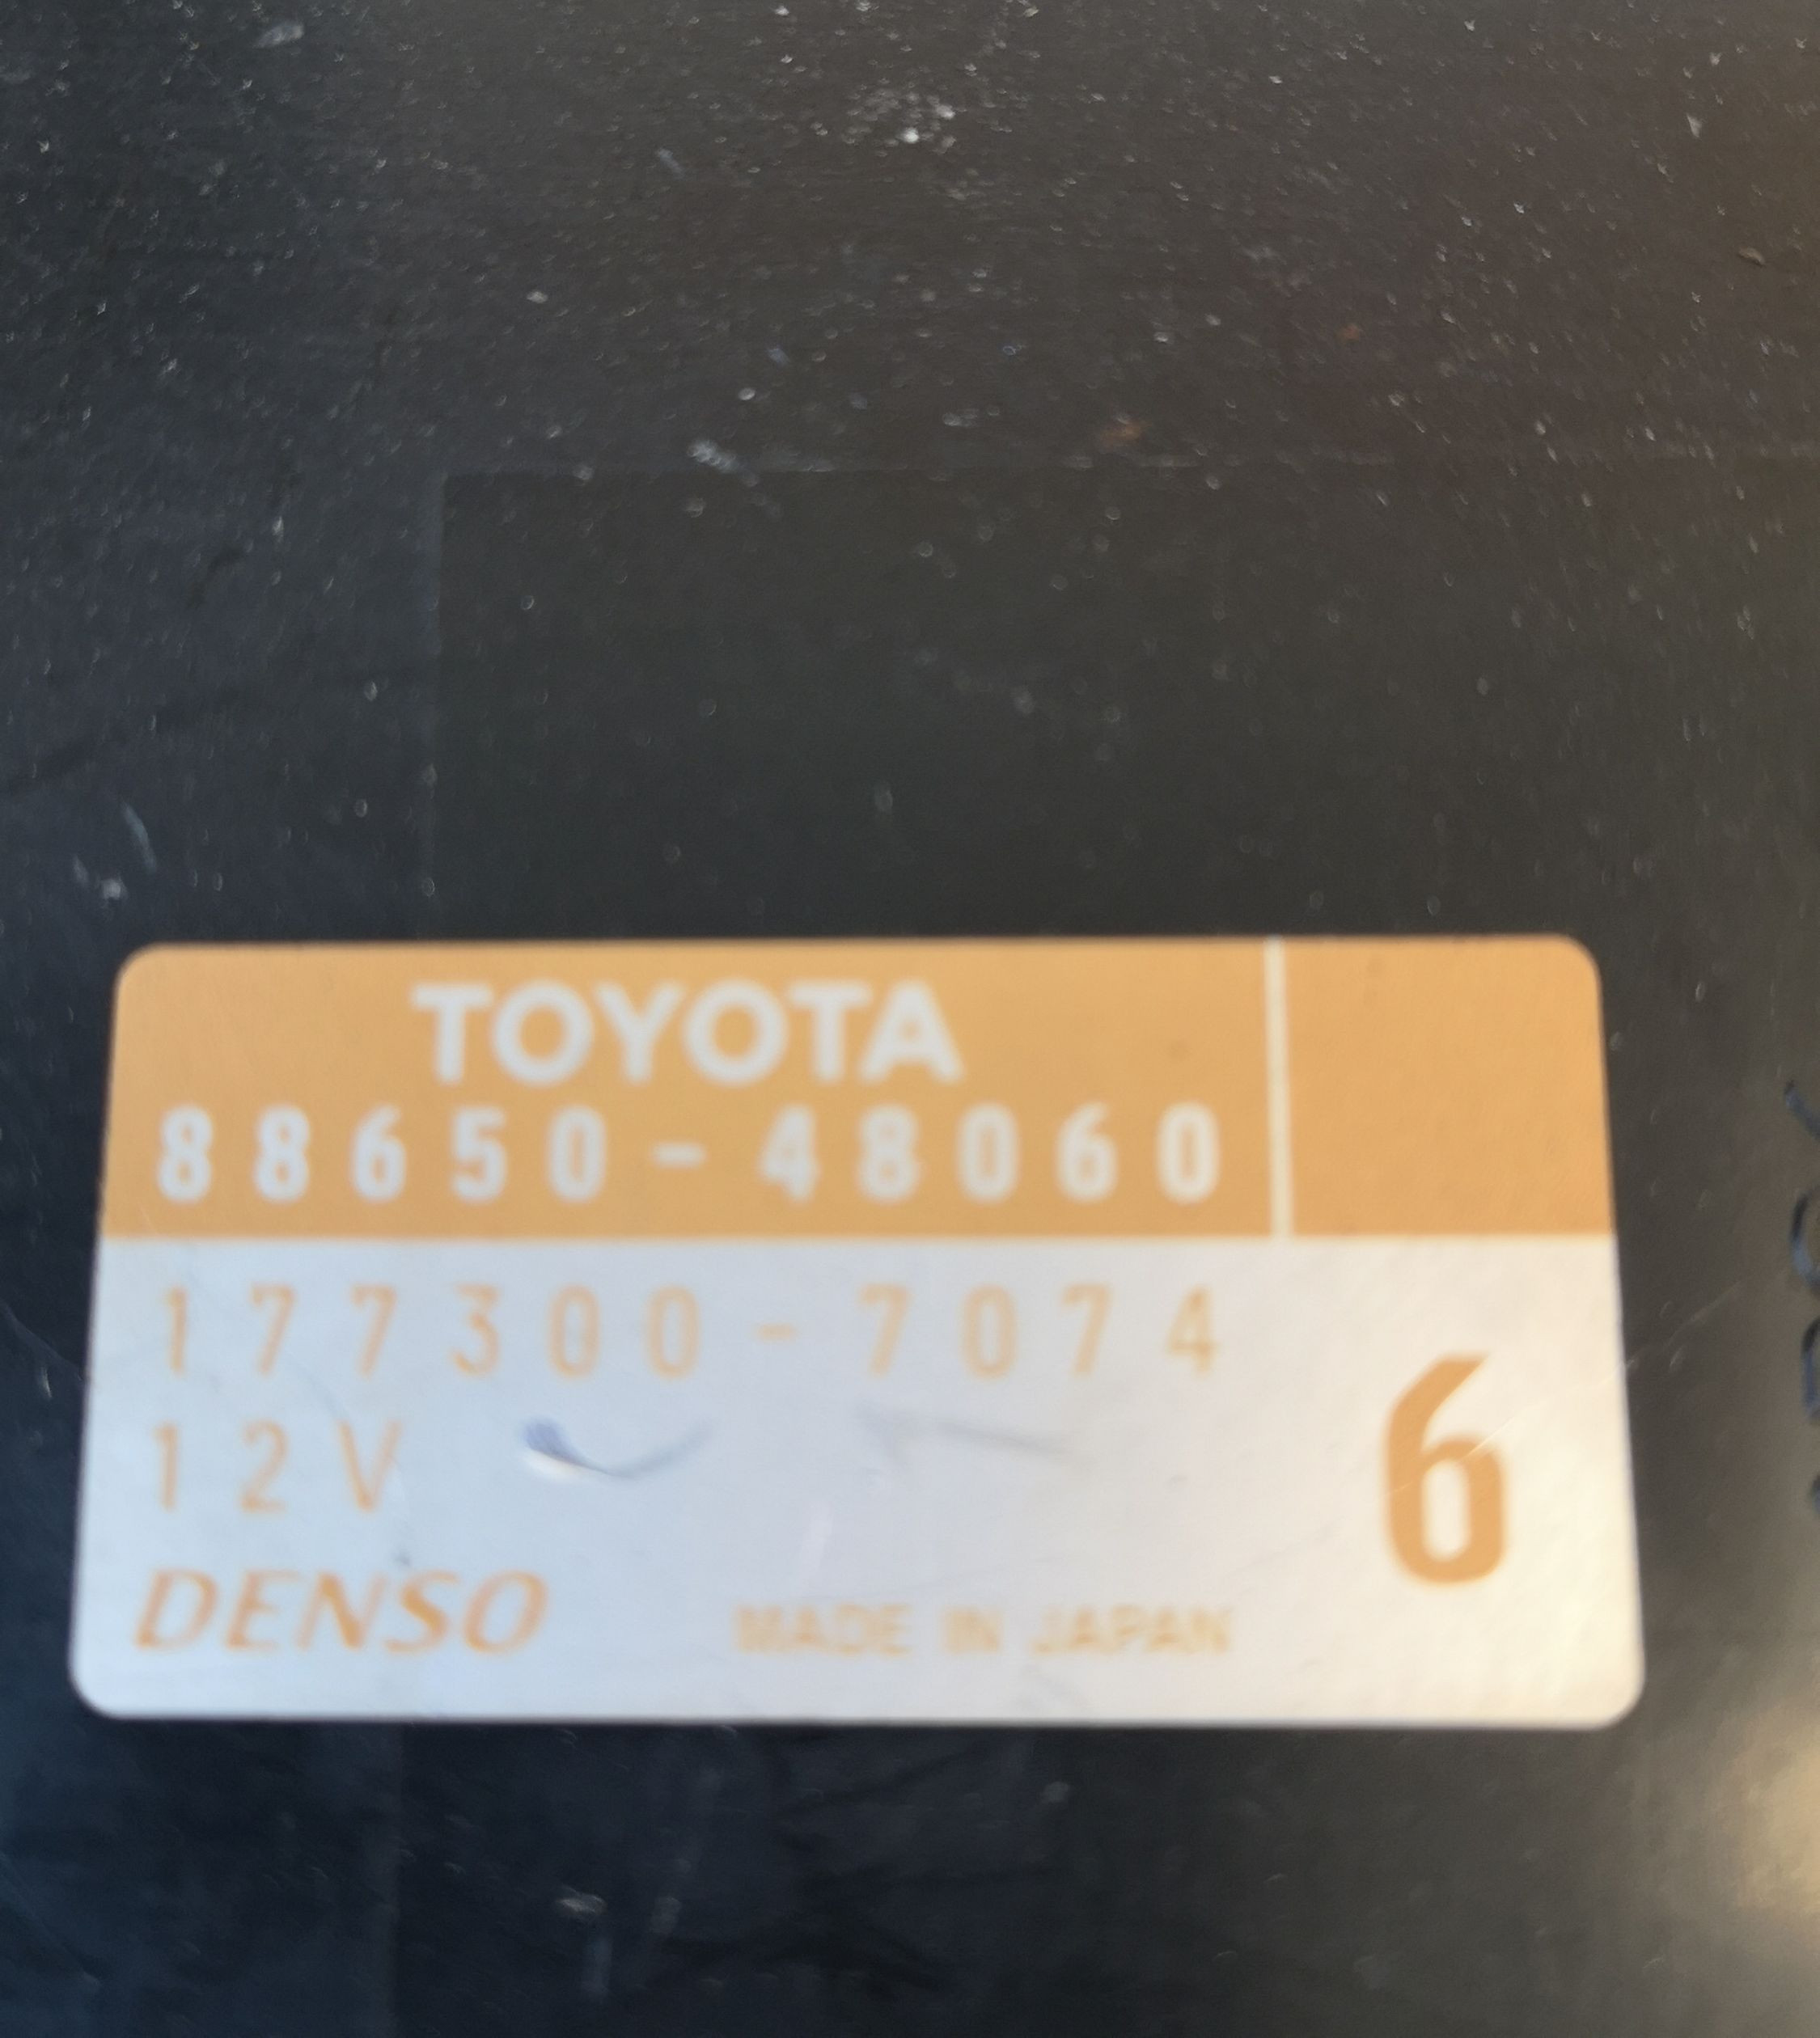 TOYOTA
88650-48060
177300-7074
12V
6
DENSO
MADE IN JAPAN